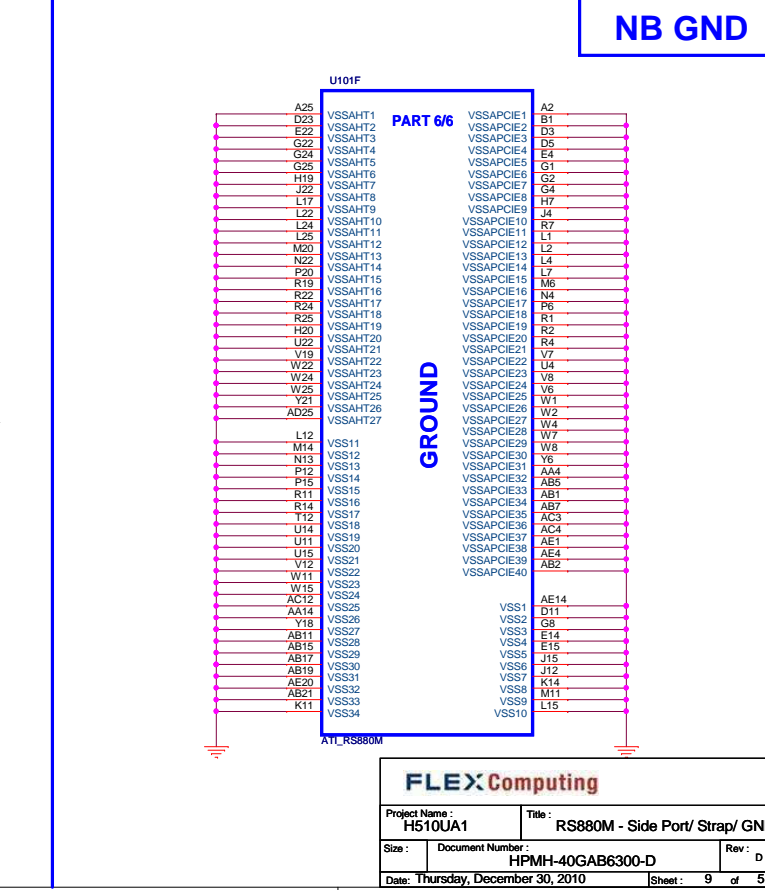 NB GND
U101F
PART 6/6
GROUND
A25 VSSAHT1
D23 VSSAHT2
E22 VSSAHT3
G22 VSSAHT4
G24 VSSAHT5
G25 VSSAHT6
H19 VSSAHT7
J22 VSSAHT8
L17 VSSAHT9
L22 VSSAHT10
L24 VSSAHT11
L25 VSSAHT12
M20 VSSAHT13
N22 VSSAHT14
P20 VSSAHT15
R19 VSSAHT16
R22 VSSAHT17
R24 VSSAHT18
R25 VSSAHT19
H20 VSSAHT20
U22 VSSAHT21
V19 VSSAHT22
W22 VSSAHT23
W24 VSSAHT24
W25 VSSAHT25
Y21 VSSAHT26
AD25 VSSAHT27
L12 VSS11
M14 VSS12
N13 VSS13
P12 VSS14
P15 VSS15
R11 VSS16
R14 VSS17
T12 VSS18
U14 VSS19
U11 VSS20
U15 VSS21
V12 VSS22
W11 VSS23
W15 VSS24
AC12 VSS25
AA14 VSS26
Y18 VSS27
AB11 VSS28
AB15 VSS29
AB17 VSS30
AB19 VSS31
AE20 VSS32
AB21 VSS33
K11 VSS34
VSSAPCIE1 A2
VSSAPCIE2 B1
VSSAPCIE3 D3
VSSAPCIE4 D5
VSSAPCIE5 E4
VSSAPCIE6 G1
VSSAPCIE7 G2
VSSAPCIE8 G4
VSSAPCIE9 H7
VSSAPCIE10 J4
VSSAPCIE11 R7
VSSAPCIE12 L1
VSSAPCIE13 L2
VSSAPCIE14 L4
VSSAPCIE15 L7
VSSAPCIE16 M6
VSSAPCIE17 N4
VSSAPCIE18 P6
VSSAPCIE19 R1
VSSAPCIE20 R2
VSSAPCIE21 R4
VSSAPCIE22 V7
VSSAPCIE23 U4
VSSAPCIE24 V8
VSSAPCIE25 V6
VSSAPCIE26 W1
VSSAPCIE27 W2
VSSAPCIE28 W4
VSSAPCIE29 W7
VSSAPCIE30 W8
VSSAPCIE31 Y6
VSSAPCIE32 AA4
VSSAPCIE33 AB5
VSSAPCIE34 AB1
VSSAPCIE35 AB7
VSSAPCIE36 AC3
VSSAPCIE37 AC4
VSSAPCIE38 AE1
VSSAPCIE39 AE4
VSSAPCIE40 AB2
VSS1 AE14
VSS2 D11
VSS3 G8
VSS4 E14
VSS5 E15
VSS6 J15
VSS7 J12
VSS8 K14
VSS9 M11
VSS10 L15
ATI_RS880M
FLEX Computing
Project Name : H510UA1
Title : RS880M - Side Port/ Strap/ GN
Size :
Document Number : HPMH-40GAB6300-D
Rev : D
Date: Thursday, December 30, 2010
Sheet : 9 of 5